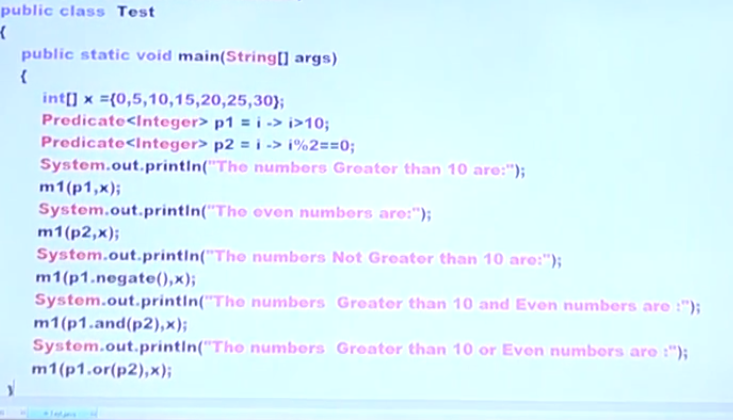 public class Test
{
public static void main(String[] args)
{
int[] x ={0,5,10,15,20,25,30};
Predicate<Integer> p1 = i -> i>10;
Predicate<Integer> p2 = i -> i%2==0;
System.out.println("The numbers Greater than 10 are:");
m1(p1,x);
System.out.println("The even numbers are:");
m1(p2,x);
System.out.println("The numbers Not Greater than 10 are:");
m1(p1.negate(),x);
System.out.println("The numbers  Greater than 10 and Even numbers are :");
m1(p1.and(p2),x);
System.out.println("The numbers  Greater than 10 or Even numbers are :");
m1(p1.or(p2),x);
}